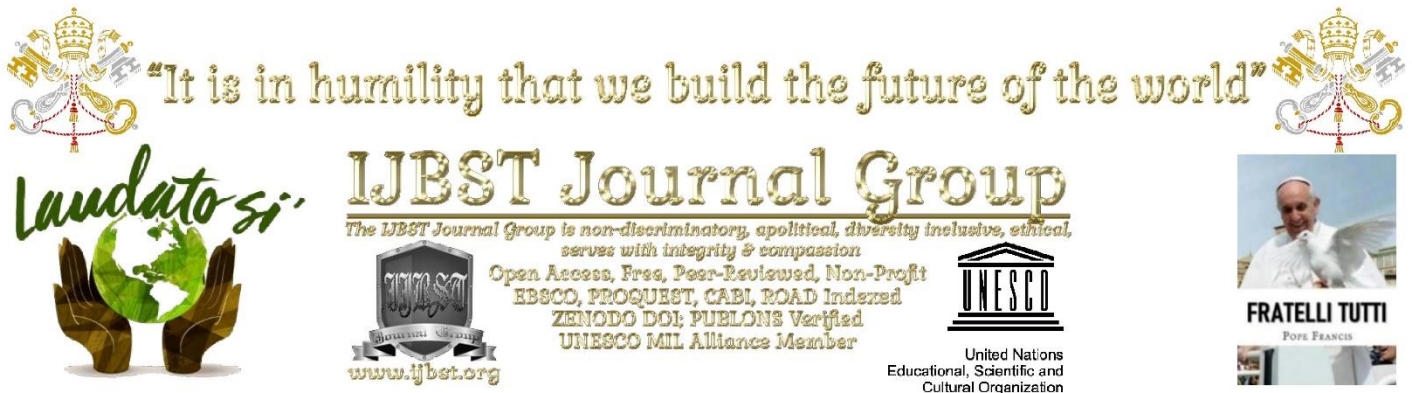 “It is in humility that we build the future of the world”
Laudato si’
IJBST Journal Group
The IJBST Journal Group is non-discriminatory, apolitical, diversity inclusive, ethical,
serves with integrity & compassion
Open Access, Free, Peer-Reviewed, Non-Profit
EBSCO, PROQUEST, CABI, ROAD Indexed
ZENODO DOI; PUBLONS Verified
UNESCO MIL Alliance Member
IJBST
Journal Group
www.ijbst.org
UNESCO
United Nations
Educational, Scientific and
Cultural Organization
FRATELLI TUTTI
POPE FRANCIS